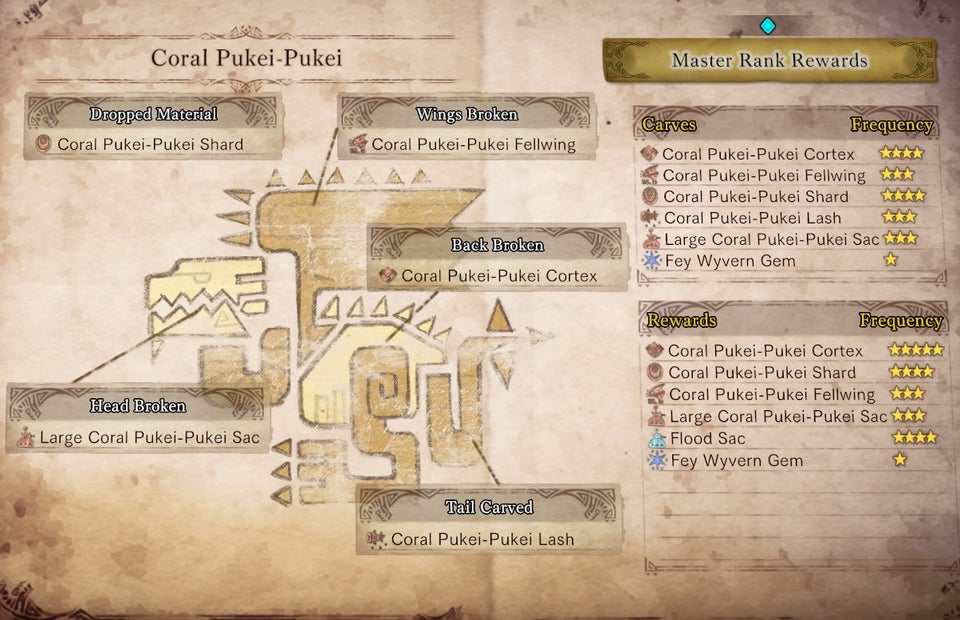 Coral Pukei-Pukei
Dropped Material
Coral Pukei-Pukei Shard
Wings Broken
Coral Pukei-Pukei Fellwing
Back Broken
Coral Pukei-Pukei Cortex
Head Broken
Large Coral Pukei-Pukei Sac
Tail Carved
Coral Pukei-Pukei Lash
Master Rank Rewards
Carves Frequency
Coral Pukei-Pukei Cortex
Coral Pukei-Pukei Fellwing
Coral Pukei-Pukei Shard
Coral Pukei-Pukei Lash
Large Coral Pukei-Pukei Sac
Fey Wyvern Gem
Rewards Frequency
Coral Pukei-Pukei Cortex
Coral Pukei-Pukei Shard
Coral Pukei-Pukei Fellwing
Large Coral Pukei-Pukei Sac
Flood Sac
Fey Wyvern Gem